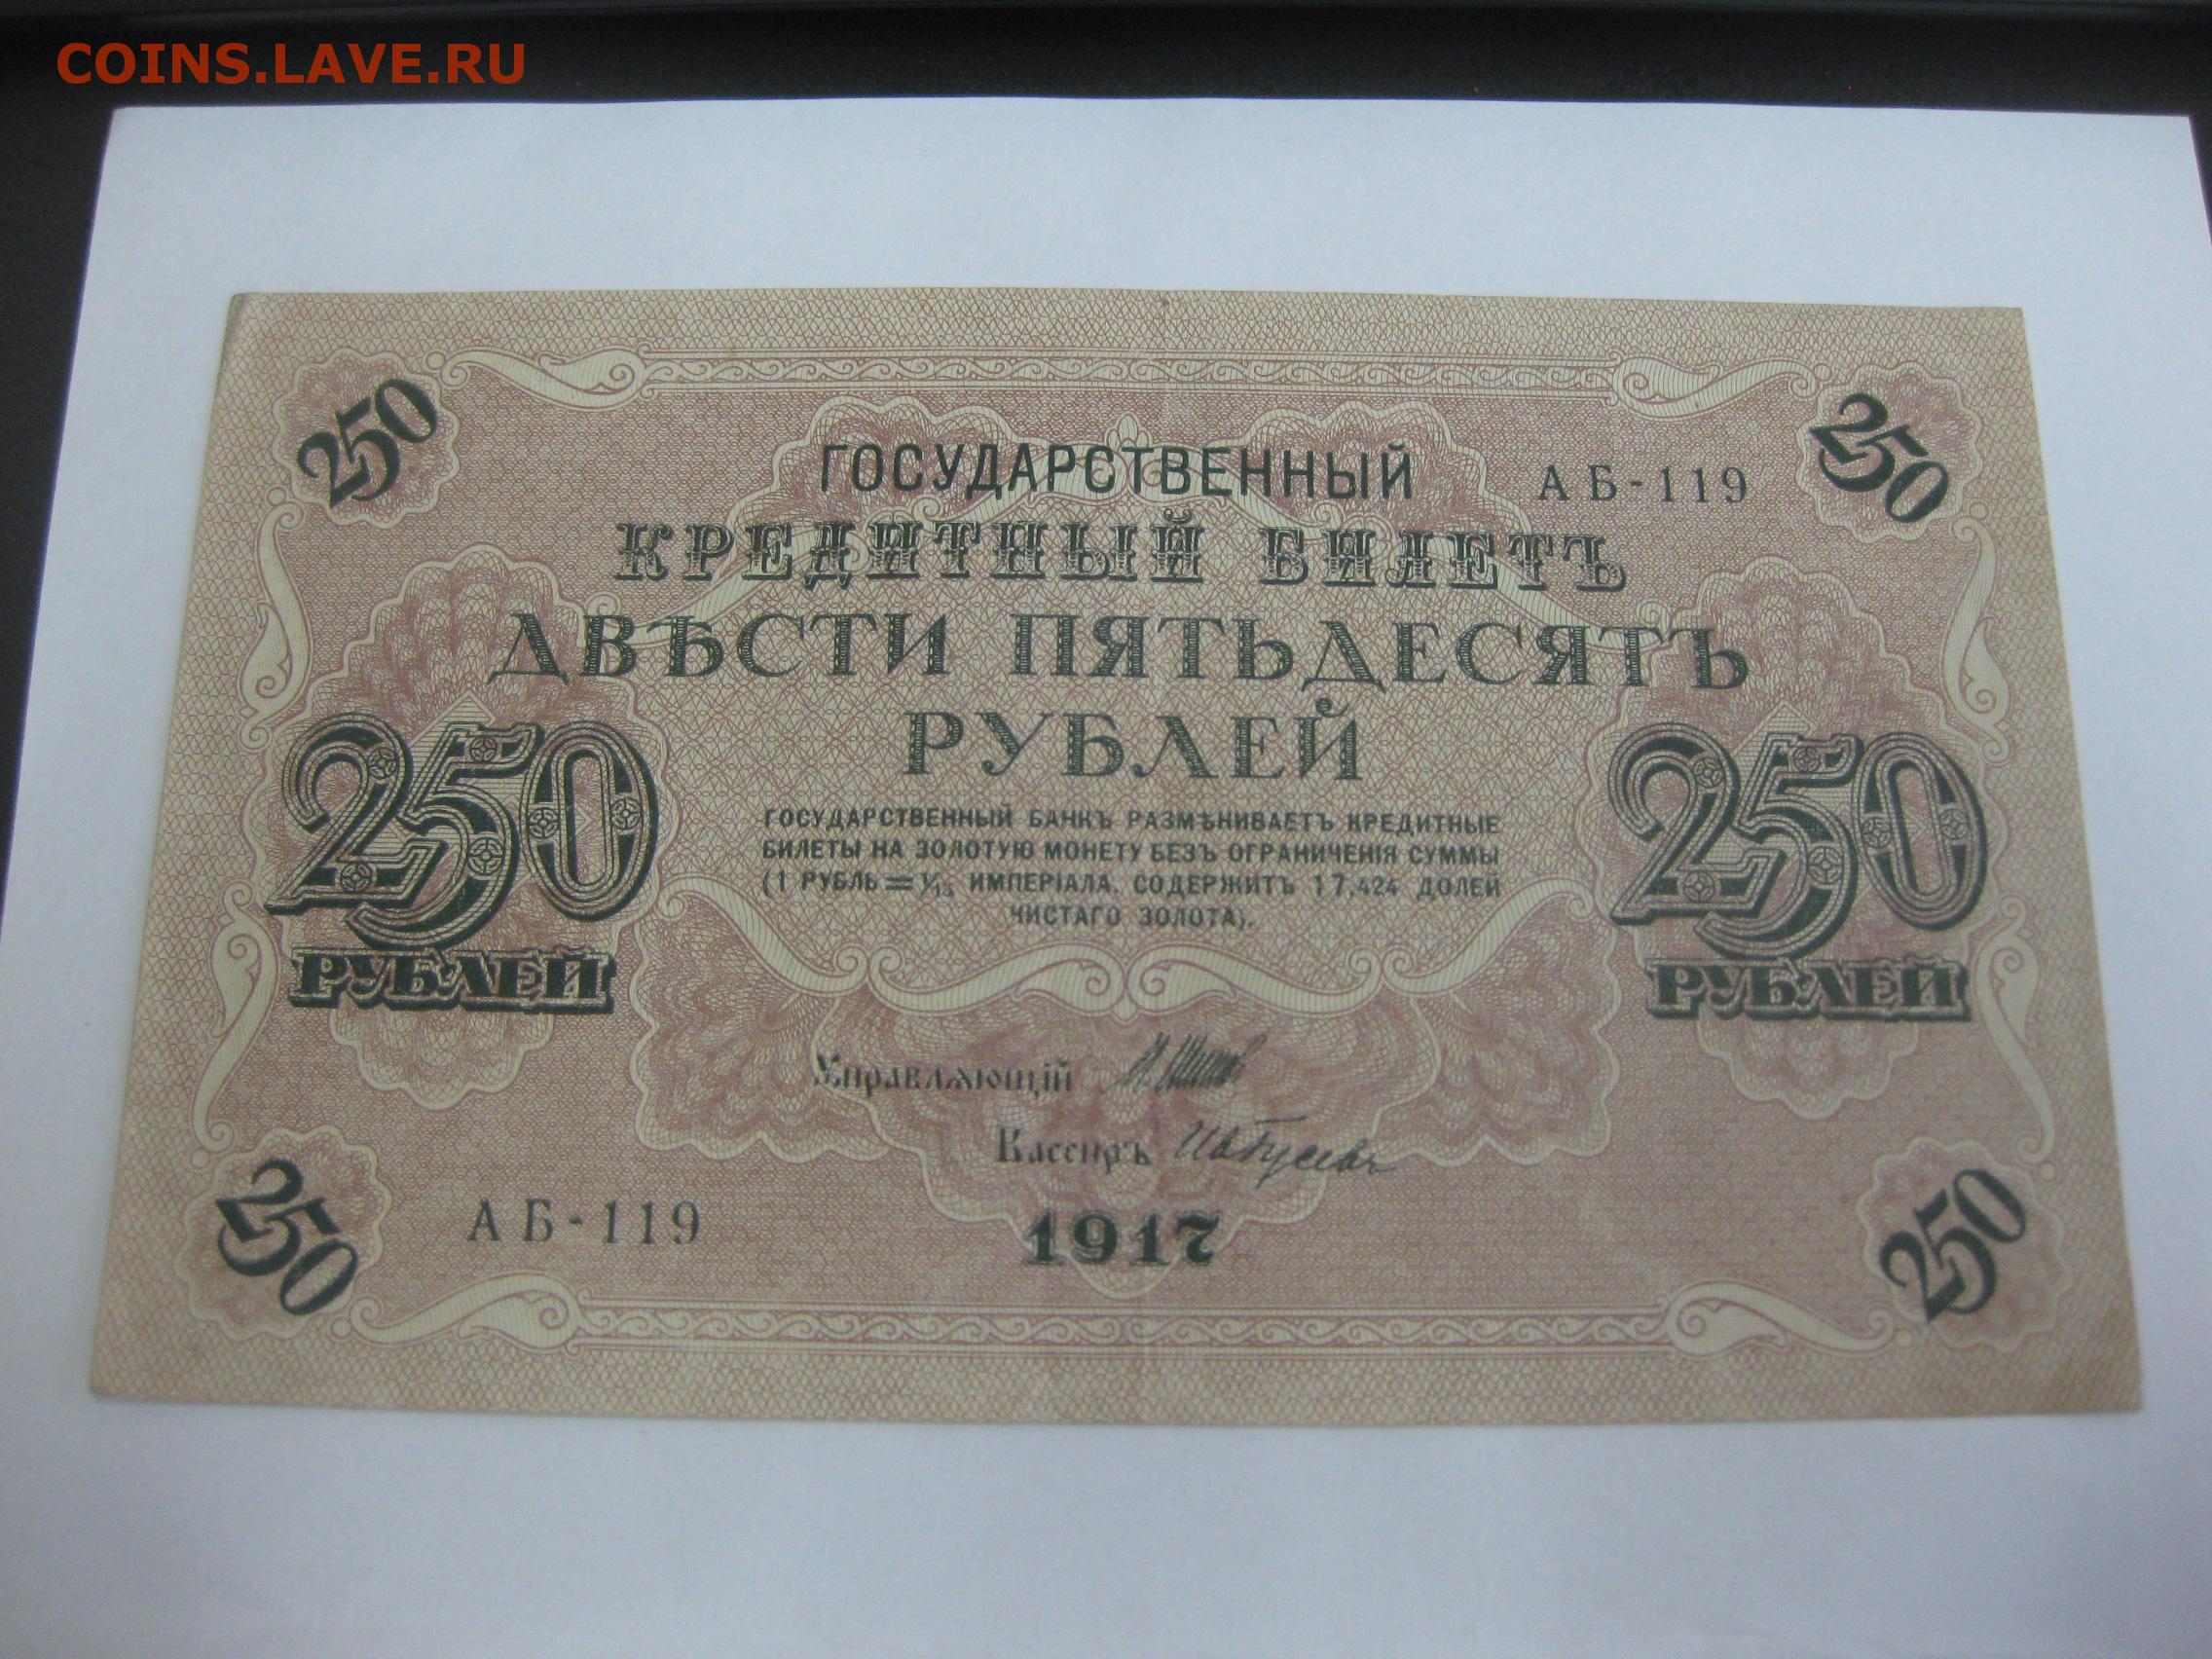 COINS.LAVE.RU
250
250
ГОСУДАРСТВЕННЫЙ
АБ-119
КРЕДИТНЫЙ БИЛЕТЪ
ДВѢСТИ ПЯТЬДЕСЯТЪ
РУБЛЕЙ
250
РУБЛЕЙ
ГОСУДАРСТВЕННЫЙ БАНКЪ РАЗМѢНИВАЕТЪ КРЕДИТНЫЕ
БИЛЕТЫ НА ЗОЛОТУЮ МОНЕТУ БЕЗЪ ОГРАНИЧЕНІЯ СУММЫ
(1 РУБЛЬ = 1/15 ИМПЕРІАЛА, СОДЕРЖИТЪ 17,424 ДОЛЕЙ
ЧИСТАГО ЗОЛОТА).
250
РУБЛЕЙ
Управляющій
Кассиръ
АБ-119
1917
250
250